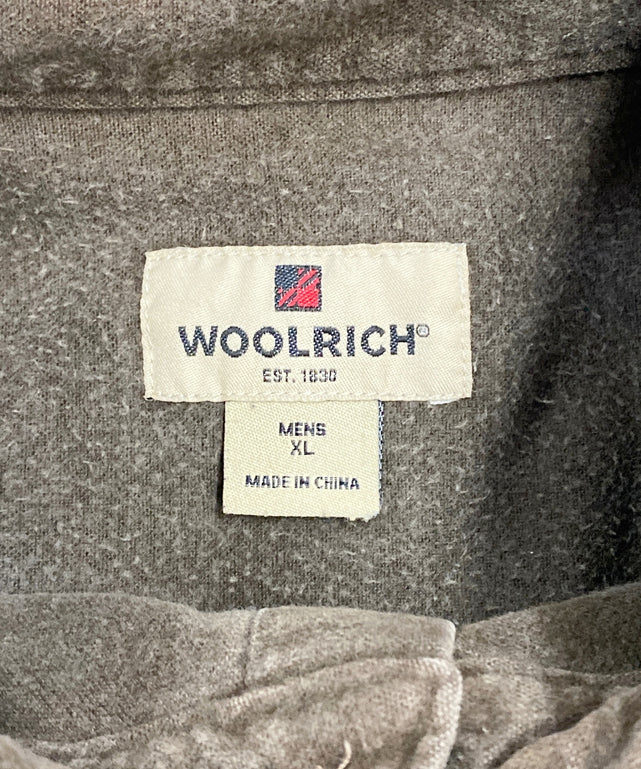 WOOLRICH®
EST. 1830
MENS
XL
MADE IN CHINA